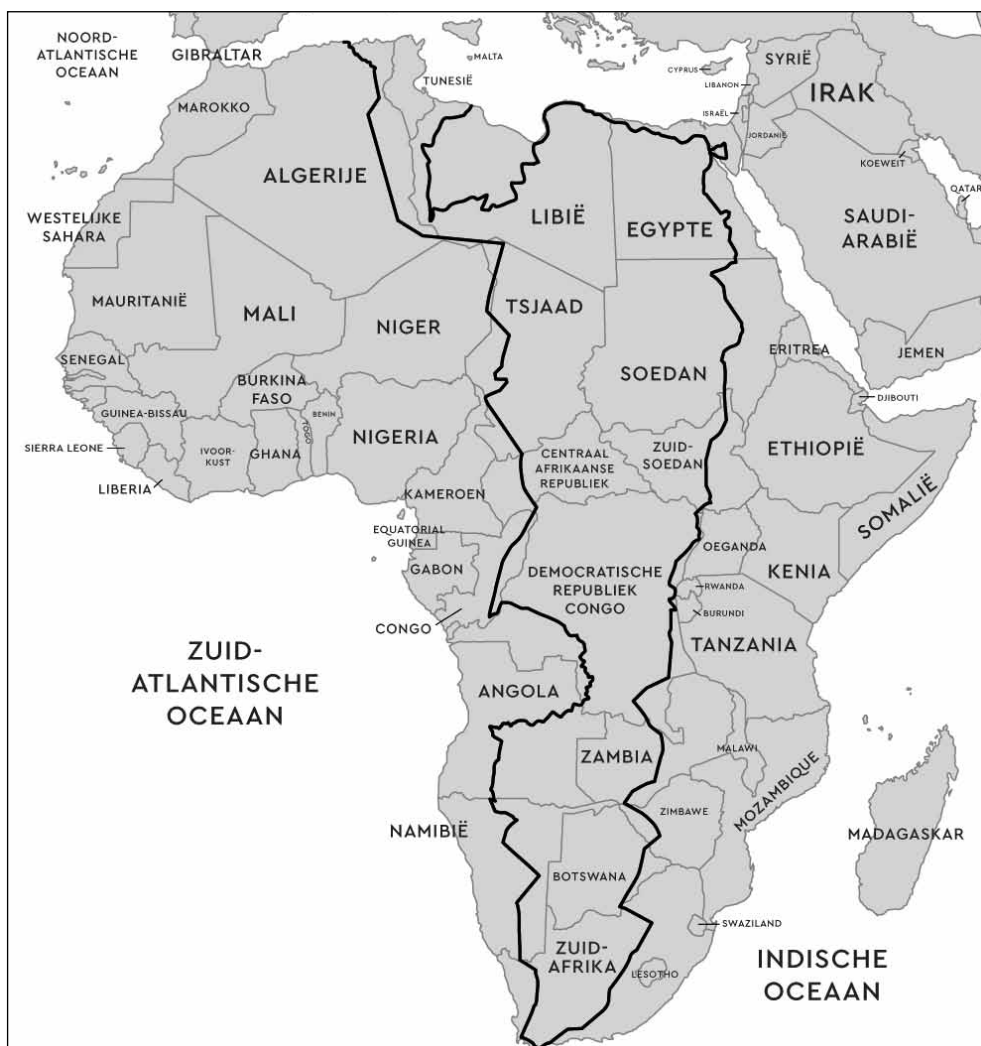 NOORD-
ATLANTISCHE
OCEAAN
GIBRALTAR
MALTA
CYPRUS
SYRIË
LIBANON
IRAK
TUNESIË
MAROKKO
ISRAËL
JORDANIË
KOEWEIT
ALGERIJE
QATAR
WESTELIJKE
SAHARA
LIBIË
EGYPTE
SAUDI-
ARABIË
MAURITANIË
MALI
NIGER
TSJAAD
SENEGAL
SOEDAN
ERITREA
JEMEN
BURKINA
FASO
DJIBOUTI
GUINEA-BISSAU
BENIN
TOGO
NIGERIA
SIERRA LEONE
IVOOR-
KUST
GHANA
CENTRAAL
AFRIKAANSE
REPUBLIEK
ZUID-
SOEDAN
ETHIOPIË
LIBERIA
KAMEROEN
SOMALIË
EQUATORIAL
GUINEA
OEGANDA
GABON
DEMOCRATISCHE
REPUBLIEK
CONGO
KENIA
RWANDA
BURUNDI
CONGO
TANZANIA
ZUID-
ATLANTISCHE
OCEAAN
ANGOLA
ZAMBIA
MALAWI
MOZAMBIQUE
NAMIBIË
ZIMBAWE
MADAGASKAR
BOTSWANA
SWAZILAND
ZUID-
AFRIKA
LESOTHO
INDISCHE
OCEAAN